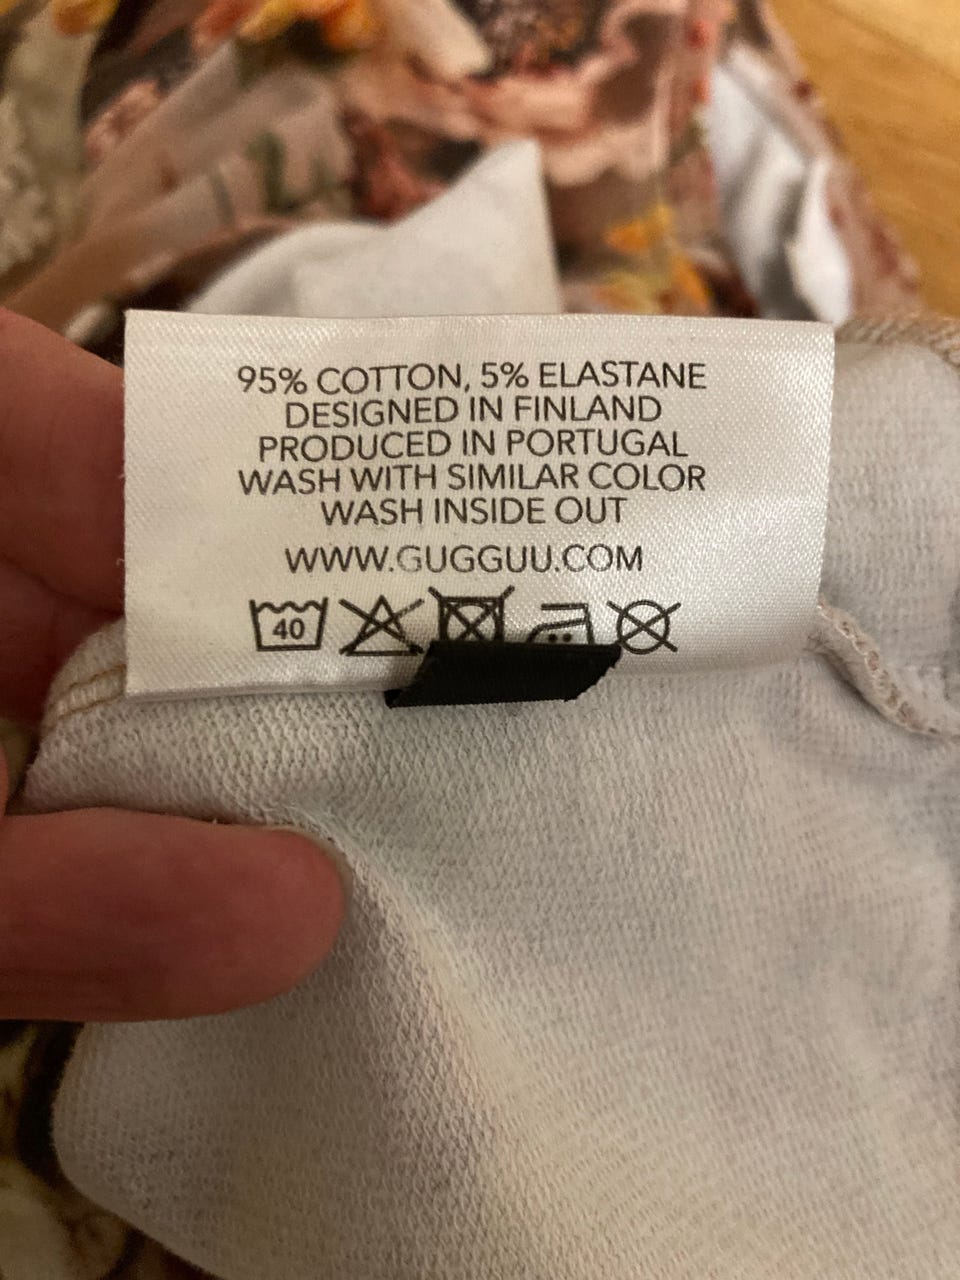 95% COTTON, 5% ELASTANE
DESIGNED IN FINLAND
PRODUCED IN PORTUGAL
WASH WITH SIMILAR COLOR
WASH INSIDE OUT
WWW.GUGGUU.COM
40